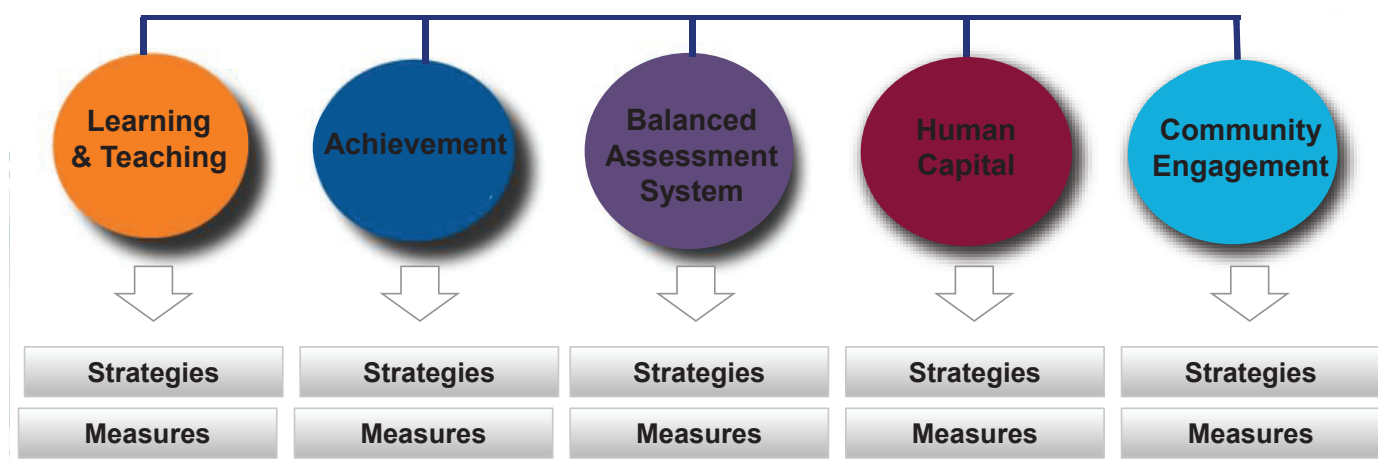 Learning
& Teaching
Achievement
Balanced
Assessment
System
Human
Capital
Community
Engagement
Strategies
Strategies
Strategies
Strategies
Strategies
Measures
Measures
Measures
Measures
Measures